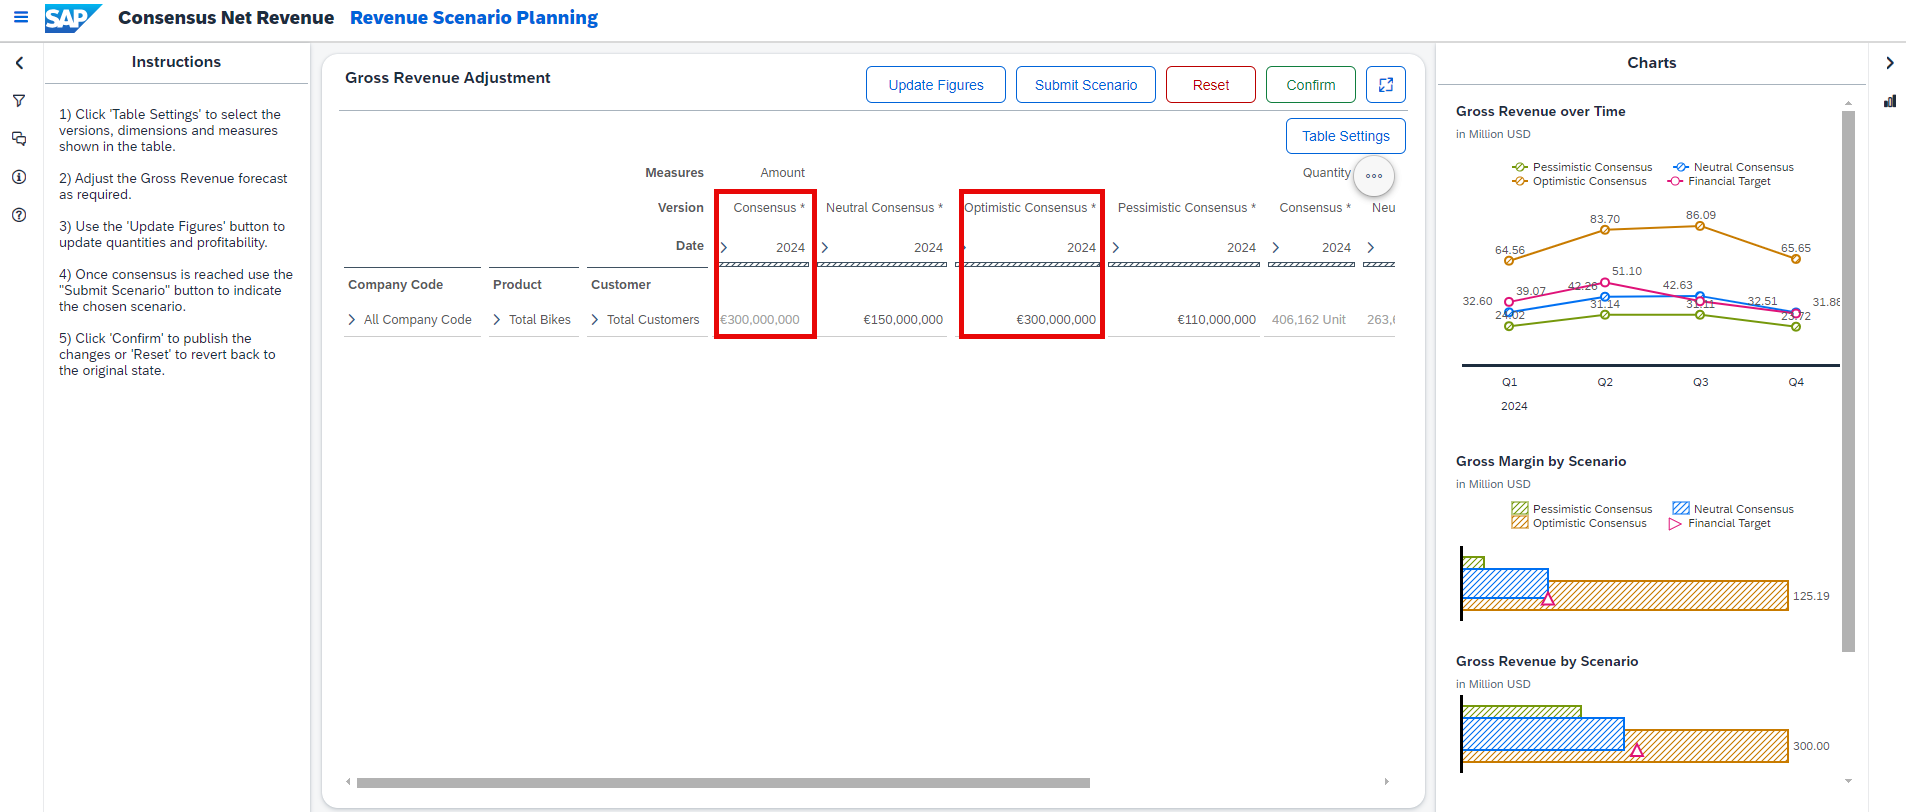 SAP Consensus Net Revenue Revenue Scenario Planning
Instructions
1) Click 'Table Settings' to select the
versions, dimensions and measures
shown in the table.
2) Adjust the Gross Revenue forecast
as required.
3) Use the 'Update Figures' button to
update quantities and profitability.
4) Once consensus is reached use the
"Submit Scenario" button to indicate
the chosen scenario.
5) Click 'Confirm' to publish the
changes or 'Reset' to revert back to
the original state.
Gross Revenue Adjustment
Update Figures Submit Scenario Reset Confirm
Table Settings
Measures Amount Quantity
Version Consensus * Neutral Consensus * Optimistic Consensus * Pessimistic Consensus * Consensus * Neu
Date 2024 2024 2024 2024 2024
Company Code Product Customer
All Company Code Total Bikes Total Customers €300,000,000 €150,000,000 €300,000,000 €110,000,000 406,162 Unit 263,6
Charts
Gross Revenue over Time
in Million USD
Pessimistic Consensus Neutral Consensus
Optimistic Consensus Financial Target
64.56 83.70 86.09 65.65
32.60 39.07 42.26 51.10 42.63 32.51 31.88
24.02 31.14 31.11 23.72
Q1 Q2 Q3 Q4
2024
Gross Margin by Scenario
in Million USD
Pessimistic Consensus Neutral Consensus
Optimistic Consensus Financial Target
125.19
Gross Revenue by Scenario
in Million USD
300.00